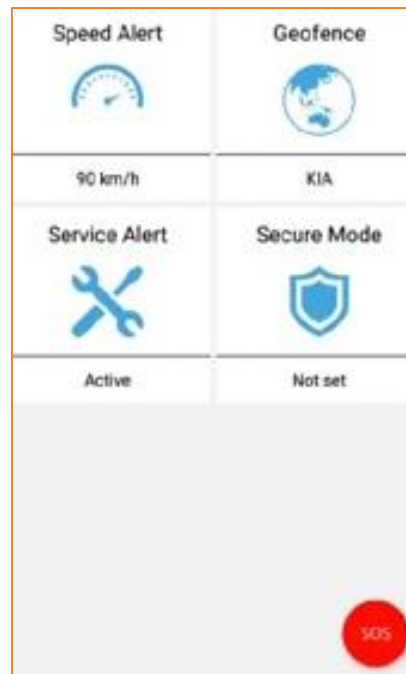 Speed Alert
Geofence
90 km/h
KIA
Service Alert
Secure Mode
Active
Not set
SOS